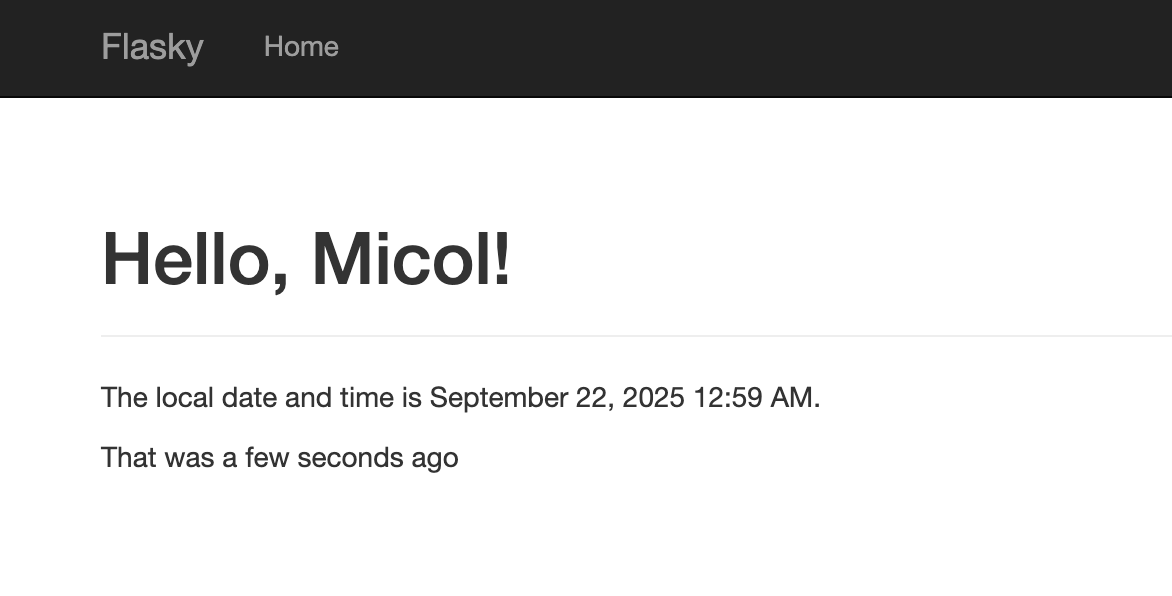 Flasky Home
Hello, Micol!
The local date and time is September 22, 2025 12:59 AM.
That was a few seconds ago